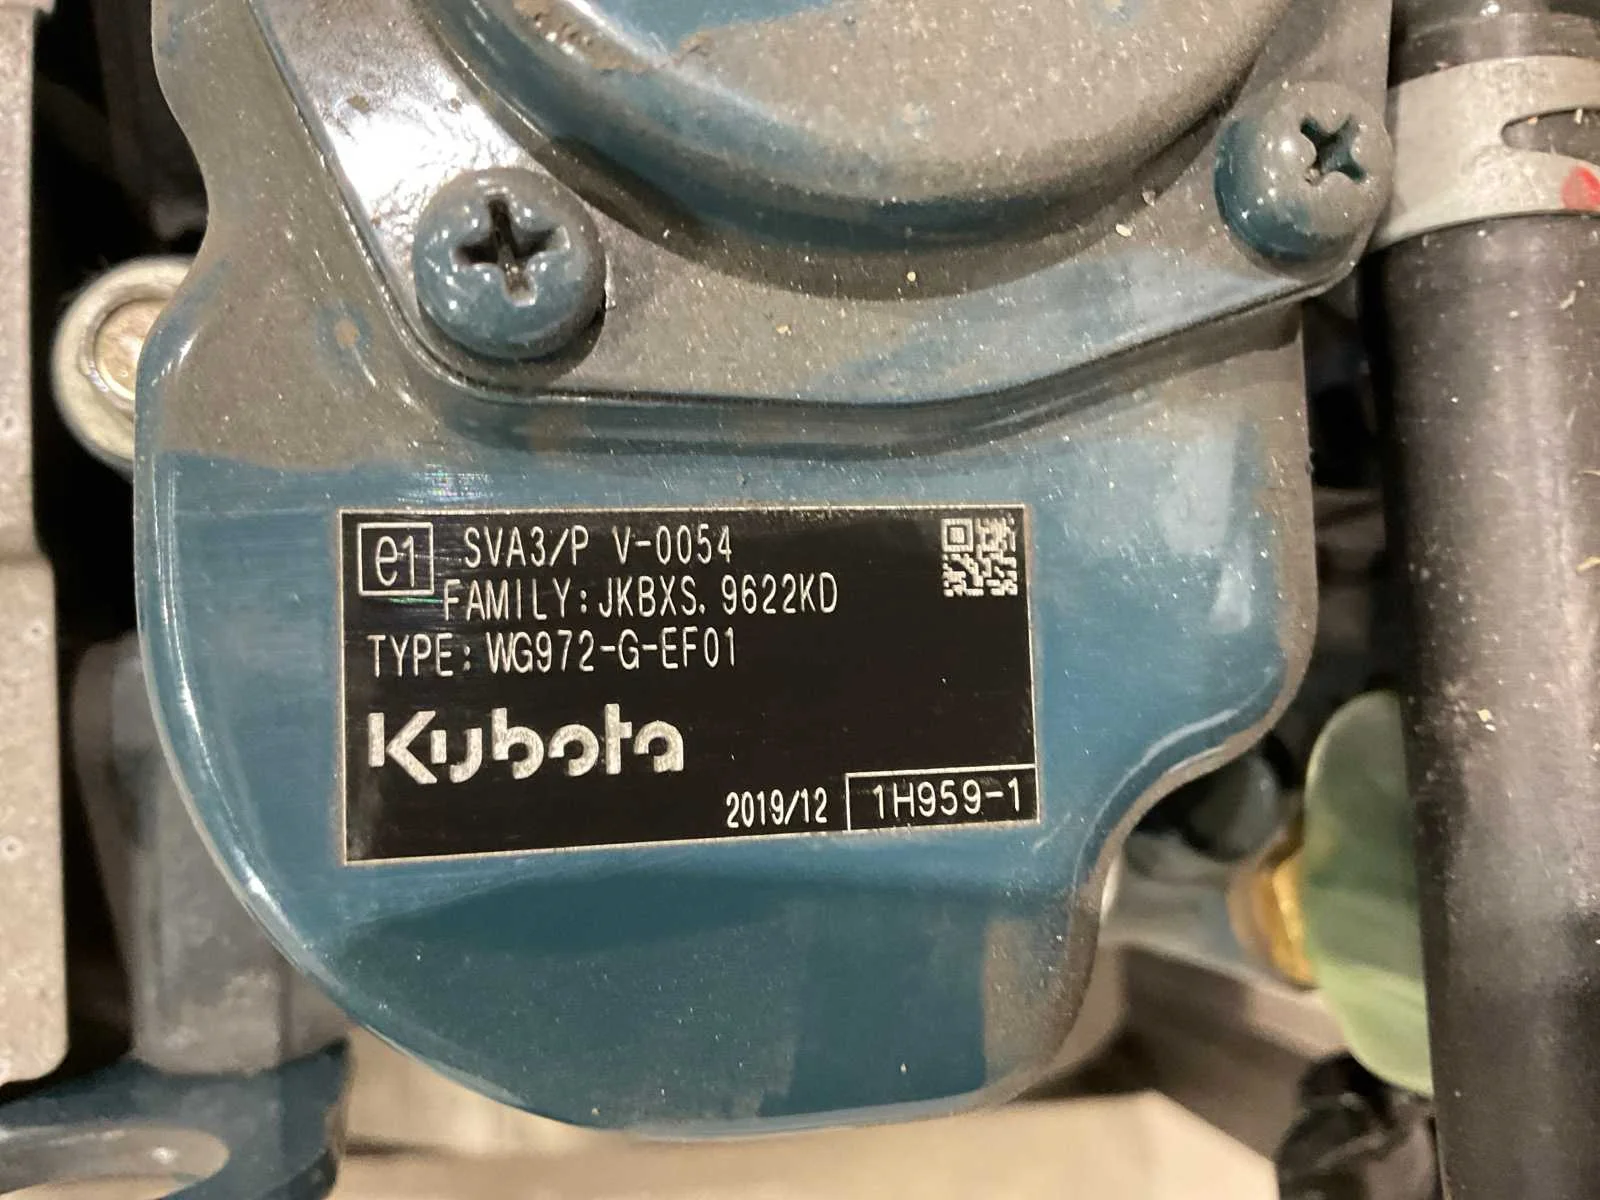 e1 SVA3/P V-0054
FAMILY:JKBXS.9622KD
TYPE:WG972-G-EF01
Kubota
2019/12 1H959-1